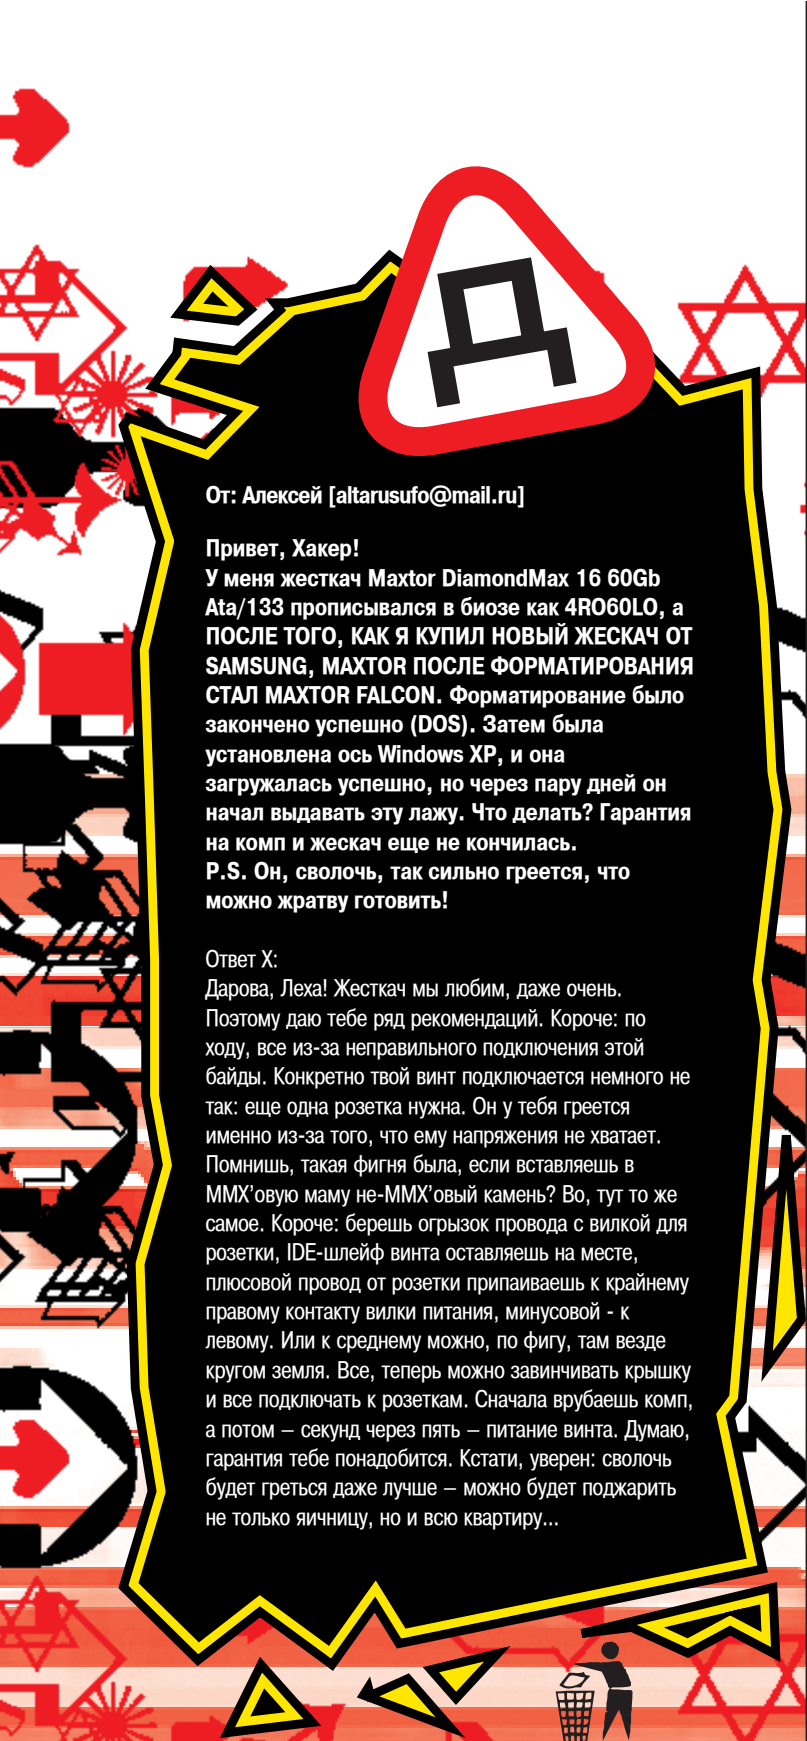 Д
От: Алексей [altarusufo@mail.ru]
Привет, Хакер!
У меня жесткач Maxtor DiamondMax 16 60Gb
Ata/133 прописывался в биозе как 4RO60LO, а
ПОСЛЕ ТОГО, КАК Я КУПИЛ НОВЫЙ ЖЕСКАЧ ОТ
SAMSUNG, MAXTOR ПОСЛЕ ФОРМАТИРОВАНИЯ
СТАЛ MAXTOR FALCON. Форматирование было
закончено успешно (DOS). Затем была
установлена ось Windows XP, и она
загружалась успешно, но через пару дней он
начал выдавать эту лажу. Что делать? Гарантия
на комп и жескач еще не кончилась.
P.S. Он, сволочь, так сильно греется, что
можно жратву готовить!
Ответ X:
Дарова, Леха! Жесткач мы любим, даже очень.
Поэтому даю тебе ряд рекомендаций. Короче: по
ходу, все из-за неправильного подключения этой
байды. Конкретно твой винт подключается немного не
так: еще одна розетка нужна. Он у тебя греется
именно из-за того, что ему напряжения не хватает.
Помнишь, такая фигня была, если вставляешь в
MMX’овую маму не-MMX’овый камень? Во, тут то же
самое. Короче: берешь огрызок провода с вилкой для
розетки, IDE-шлейф винта оставляешь на месте,
плюсовой провод от розетки припаиваешь к крайнему
правому контакту вилки питания, минусовой - к
левому. Или к среднему можно, по фигу, там везде
кругом земля. Все, теперь можно завинчивать крышку
и все подключать к розеткам. Сначала врубаешь комп,
а потом – секунд через пять – питание винта. Думаю,
гарантия тебе понадобится. Кстати, уверен: сволочь
будет греться даже лучше – можно будет поджарить
не только яичницу, но и всю квартиру...